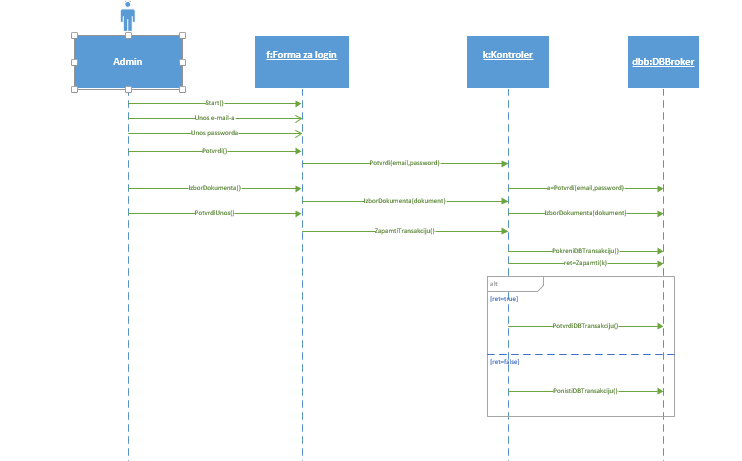 Admin
f:Forma za login
k:Kontroler
dbb:DBBroker
Start()
Unos e-mail-a
Unos passworda
Potvrdi()
Potvrdi(email,password)
IzborDokumenta()
a=Potvrdi(email,password)
IzborDokumenta(dokument)
PotvrdiUnos()
IzborDokumenta(dokument)
ZapamtiTransakciju()
PokreniDBTransakciju()
ret=Zapamti(k)
alt
[ret=true]
PotvrdiDBTransakciju()
[ret=false]
PonistiDBTransakciju()